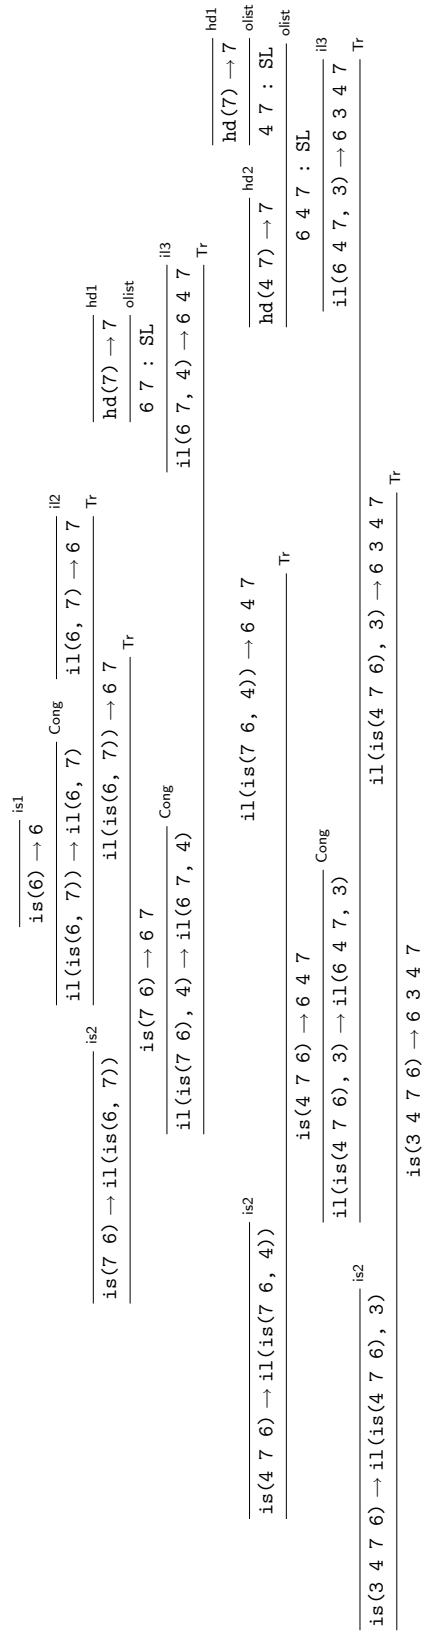 is1
is(6) → 6
Cong il2
il(is(6, 7)) → il(6, 7) il(6, 7) → 6 7
is2 Tr hd1
is(7 6) → il(is(6, 7)) il(is(6, 7)) → 6 7 hd(7) → 7
Tr olist
is(7 6) → 6 7 6 7 : SL
Cong il3
il(is(7 6), 4) → il(6 7, 4) il(6 7, 4) → 6 4 7
Tr
hd1
hd(7) → 7
is2 il(is(7 6, 4)) → 6 4 7 hd2 olist
is(4 7 6) → il(is(7 6, 4)) hd(4 7) → 7 4 7 : SL
Tr olist
is(4 7 6) → 6 4 7 6 4 7 : SL
Cong il3
il(is(4 7 6), 3) → il(6 4 7, 3) il(6 4 7, 3) → 6 3 4 7
is2 Tr
is(3 4 7 6) → il(is(4 7 6), 3) il(is(4 7 6), 3) → 6 3 4 7
Tr
is(3 4 7 6) → 6 3 4 7